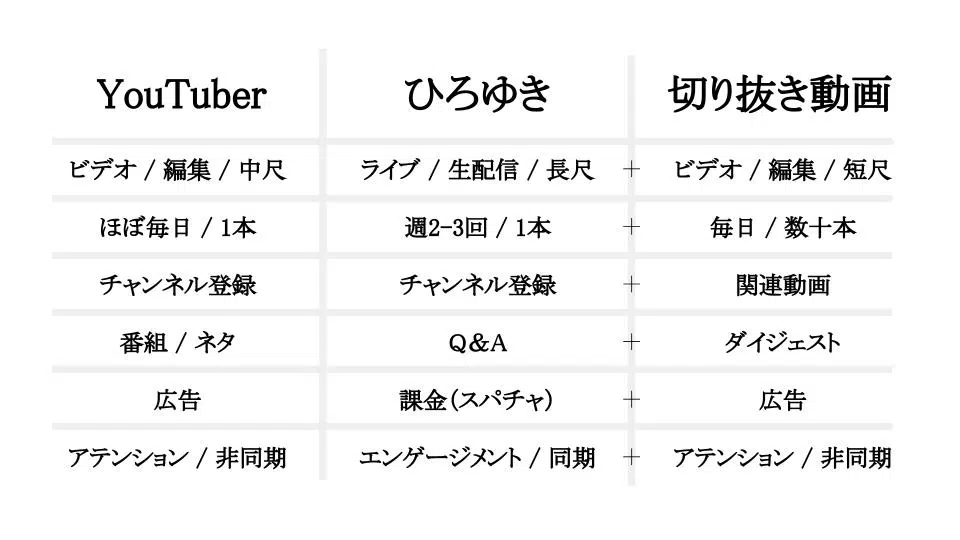 YouTuber ひろゆき 切り抜き動画
ビデオ / 編集 / 中尺 ライブ / 生配信 / 長尺 + ビデオ / 編集 / 短尺
ほぼ毎日 / 1本 週2-3回 / 1本 + 毎日 / 数十本
チャンネル登録 チャンネル登録 + 関連動画
番組 / ネタ Q&A + ダイジェスト
広告 課金(スパチャ) + 広告
アテンション / 非同期 エンゲージメント / 同期 + アテンション / 非同期